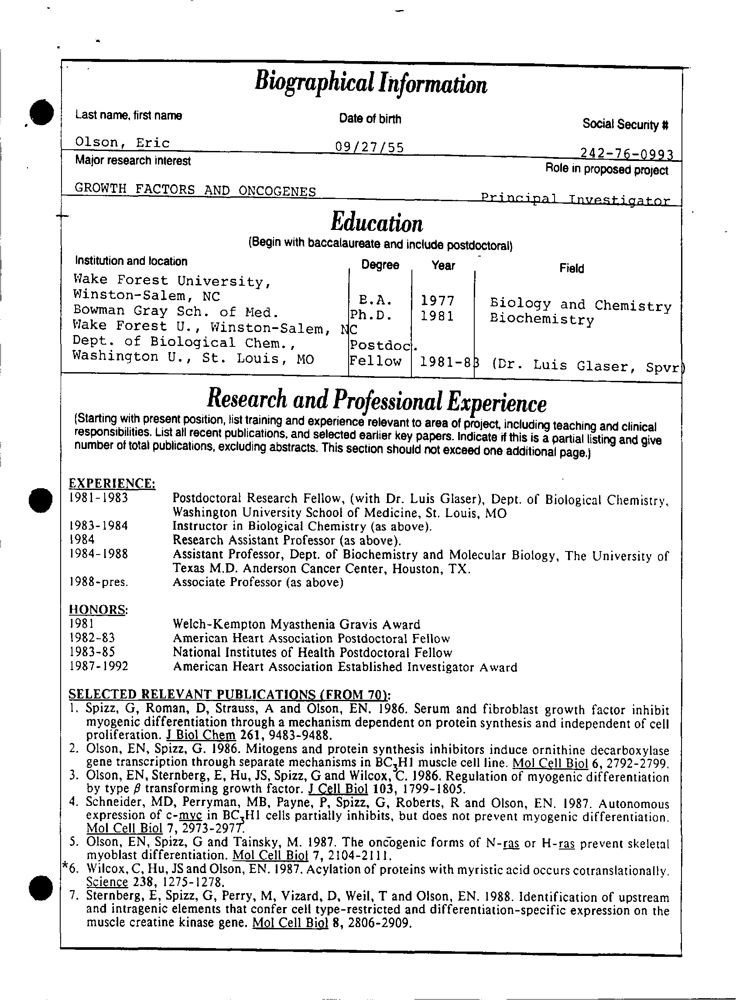 Biographical Information
Last name, first name Date of birth Social Security #
Olson, Eric 09/27/55 242-76-0993
Major research interest Role in proposed project
GROWTH FACTORS AND ONCOGENES Principal Investigator
Education
(Begin with baccalaureate and include postdoctoral)
Institution and location Degree Year Field
Wake Forest University,
Winston-Salem, NC B.A. 1977 Biology and Chemistry
Bowman Gray Sch. of Med. Ph.D. 1981 Biochemistry
Wake Forest U., Winston-Salem, NC
Dept. of Biological Chem., Postdoc.
Washington U., St. Louis, MO Fellow 1981-83 (Dr. Luis Glaser, Spvr)
Research and Professional Experience
(Starting with present position, list training and experience relevant to area of project, including teaching and clinical
responsibilities. List all recent publications, and selected earlier key papers. Indicate if this is a partial listing and give
number of total publications, excluding abstracts. This section should not exceed one additional page.)
EXPERIENCE:
1981-1983 Postdoctoral Research Fellow, (with Dr. Luis Glaser), Dept. of Biological Chemistry,
Washington University School of Medicine, St. Louis, MO
1983-1984 Instructor in Biological Chemistry (as above).
1984 Research Assistant Professor (as above).
1984-1988 Assistant Professor, Dept. of Biochemistry and Molecular Biology, The University of
Texas M.D. Anderson Cancer Center, Houston, TX.
1988-pres. Associate Professor (as above)
HONORS:
1981 Welch-Kempton Myasthenia Gravis Award
1982-83 American Heart Association Postdoctoral Fellow
1983-85 National Institutes of Health Postdoctoral Fellow
1987-1992 American Heart Association Established Investigator Award
SELECTED RELEVANT PUBLICATIONS (FROM 70):
1. Spizz, G, Roman, D, Strauss, A and Olson, EN. 1986. Serum and fibroblast growth factor inhibit
myogenic differentiation through a mechanism dependent on protein synthesis and independent of cell
proliferation. J Biol Chem 261, 9483-9488.
2. Olson, EN, Spizz, G. 1986. Mitogens and protein synthesis inhibitors induce ornithine decarboxylase
gene transcription through separate mechanisms in BC3H1 muscle cell line. Mol Cell Biol 6, 2792-2799.
3. Olson, EN, Sternberg, E, Hu, JS, Spizz, G and Wilcox, C. 1986. Regulation of myogenic differentiation
by type β transforming growth factor. J Cell Biol 103, 1799-1805.
4. Schneider, MD, Perryman, MB, Payne, P, Spizz, G, Roberts, R and Olson, EN. 1987. Autonomous
expression of c-myc in BC3H1 cells partially inhibits, but does not prevent myogenic differentiation.
Mol Cell Biol 7, 2973-2977.
5. Olson, EN, Spizz, G and Tainsky, M. 1987. The oncogenic forms of N-ras or H-ras prevent skeletal
myoblast differentiation. Mol Cell Biol 7, 2104-2111.
*6. Wilcox, C, Hu, JS and Olson, EN. 1987. Acylation of proteins with myristic acid occurs cotranslationally.
Science 238, 1275-1278.
7. Sternberg, E, Spizz, G, Perry, M, Vizard, D, Weil, T and Olson, EN. 1988. Identification of upstream
and intragenic elements that confer cell type-restricted and differentiation-specific expression on the
muscle creatine kinase gene. Mol Cell Biol 8, 2806-2909.